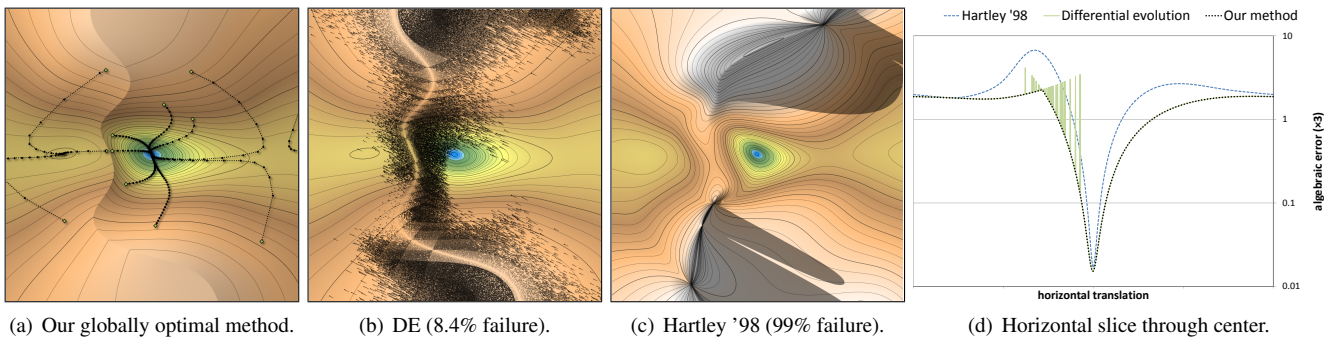 Hartley '98 Differential evolution Our method
10
1
0.1
0.01
algebraic error (×3)
horizontal translation
(a) Our globally optimal method.
(b) DE (8.4% failure).
(c) Hartley ’98 (99% failure).
(d) Horizontal slice through center.